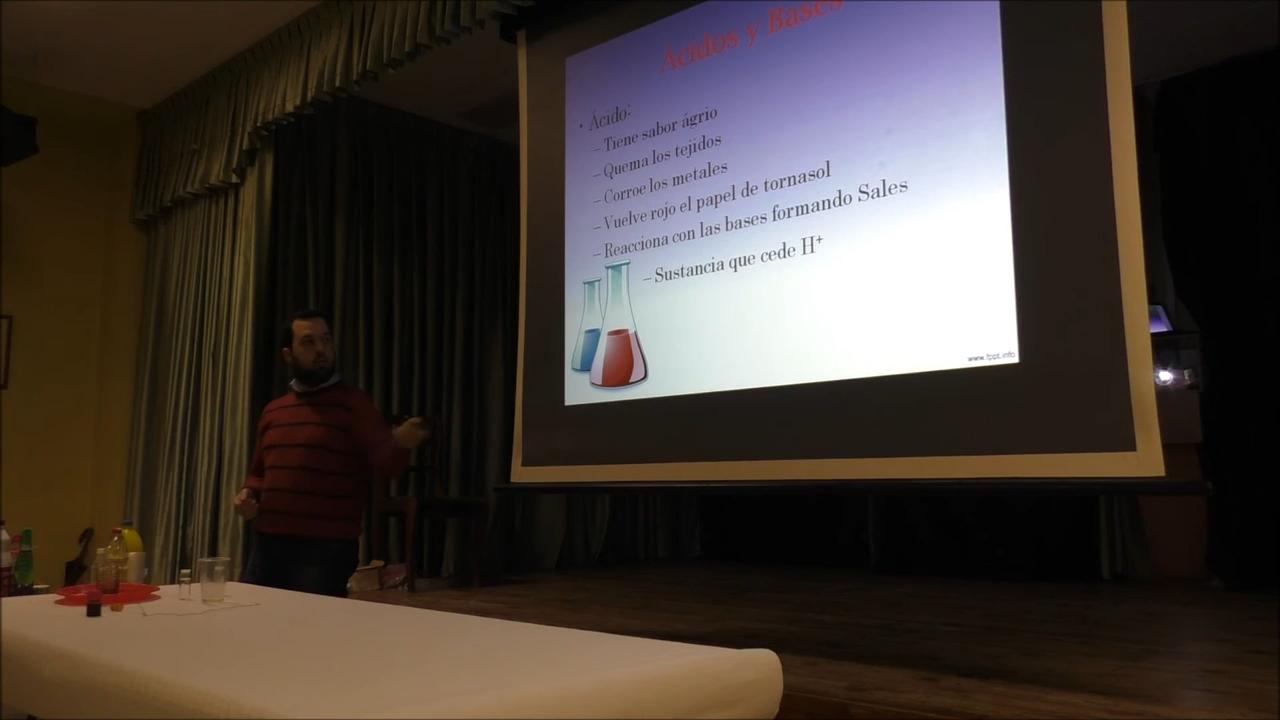 Ácidos y Bases
• Ácido:
– Tiene sabor ágrio
– Quema los tejidos
– Corroe los metales
– Vuelve rojo el papel de tornasol
– Reacciona con las bases formando Sales
– Sustancia que cede H⁺
www.fppt.info